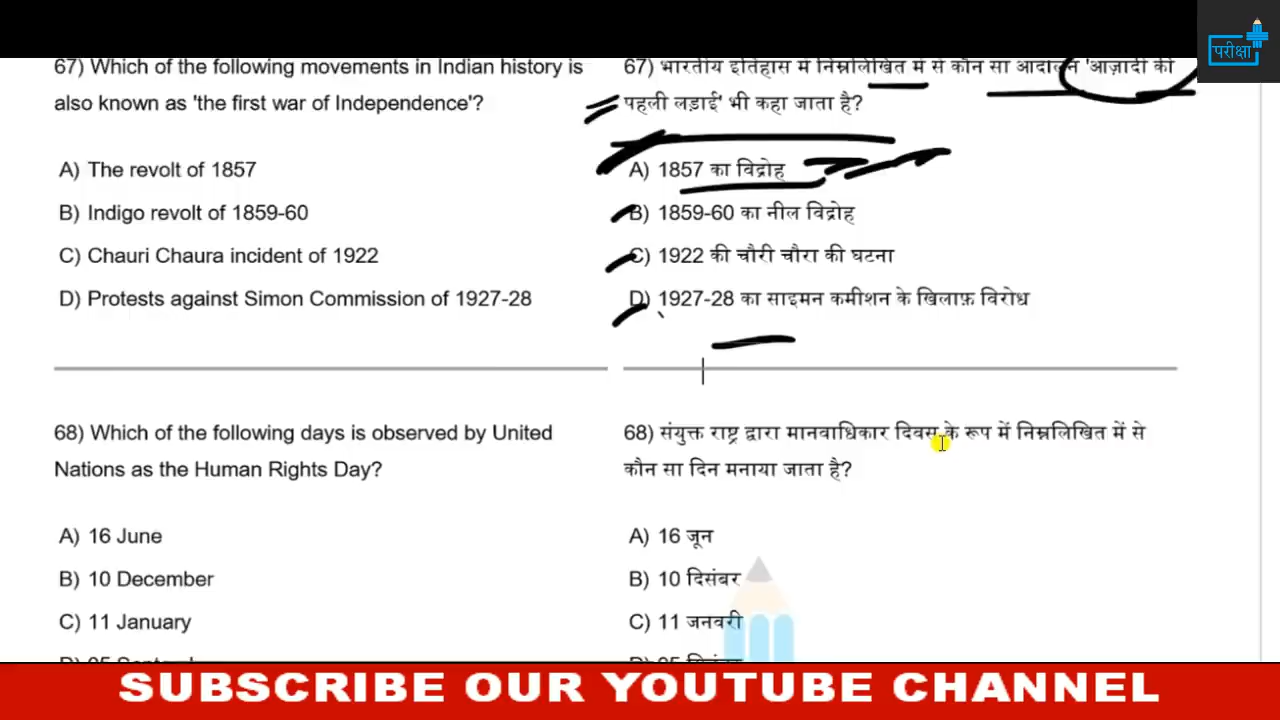 परीक्षा
67) Which of the following movements in Indian history is
also known as 'the first war of Independence'?
A) The revolt of 1857
B) Indigo revolt of 1859-60
C) Chauri Chaura incident of 1922
D) Protests against Simon Commission of 1927-28
67) भारतीय इतिहास में निम्नलिखित में से कौन सा आंदोलन 'आज़ादी की
पहली लड़ाई' भी कहा जाता है?
A) 1857 का विद्रोह
B) 1859-60 का नील विद्रोह
C) 1922 की चौरी चौरा की घटना
D) 1927-28 का साइमन कमीशन के खिलाफ़ विरोध
68) Which of the following days is observed by United
Nations as the Human Rights Day?
A) 16 June
B) 10 December
C) 11 January
68) संयुक्त राष्ट्र द्वारा मानवाधिकार दिवस के रूप में निम्नलिखित में से
कौन सा दिन मनाया जाता है?
A) 16 जून
B) 10 दिसंबर
C) 11 जनवरी
SUBSCRIBE OUR YOUTUBE CHANNEL